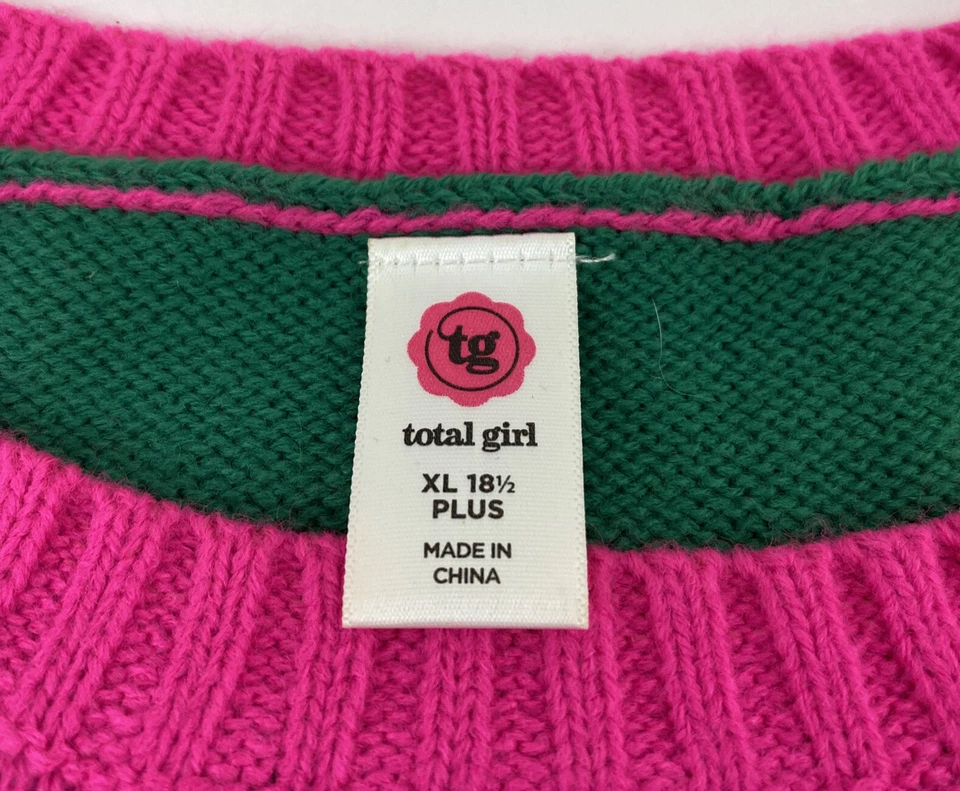 tg
total girl
XL 18½
PLUS
MADE IN
CHINA